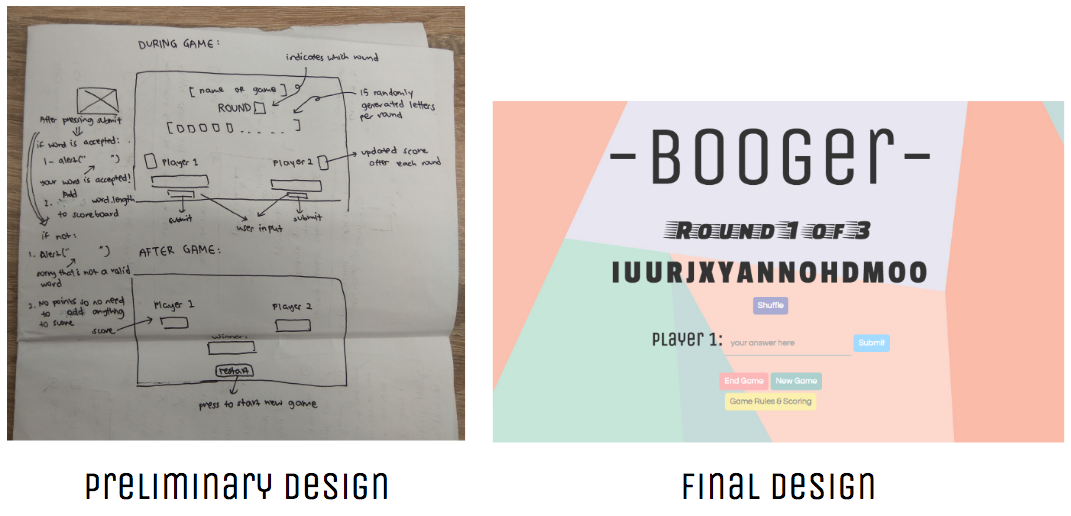 DURING GAME:
indicates which round
[ name of game ]
ROUND
15 randomly
generated letters
per round
After pressing submit
if word is accepted:
1 - alert(" ")
your word is accepted!
2. Add word.length
to scoreboard
if not:
1. Alert(" ")
sorry that is not a valid
word
2. No points so no need
to add anything
to score
Player 1
Player 2
updated score
after each round
submit
user input
submit
AFTER GAME:
Player 1
Player 2
score
winner:
restart
press to start new game
Preliminary Design
-Booger-
Round 1 of 3
IUURJXYANNOHDMOO
Shuffle
Player 1:
your answer here
Submit
End Game
New Game
Game Rules & Scoring
Final Design